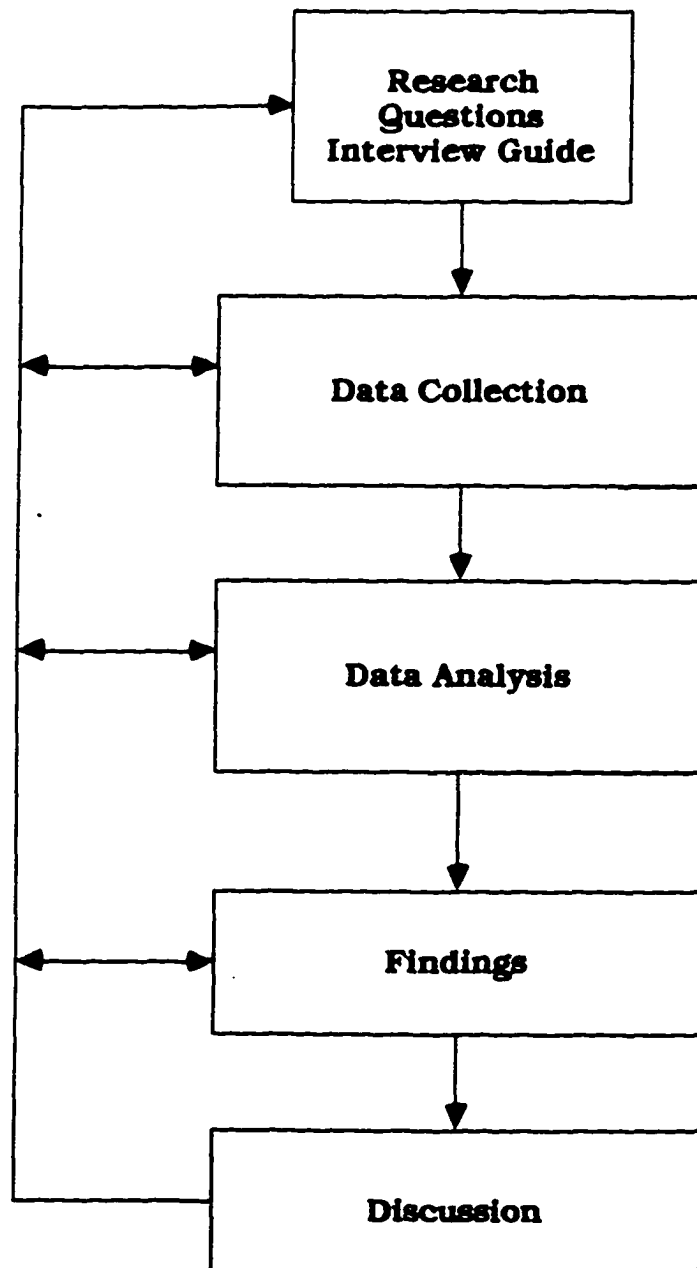 Research
Questions
Interview Guide
Data Collection
Data Analysis
Findings
Discussion